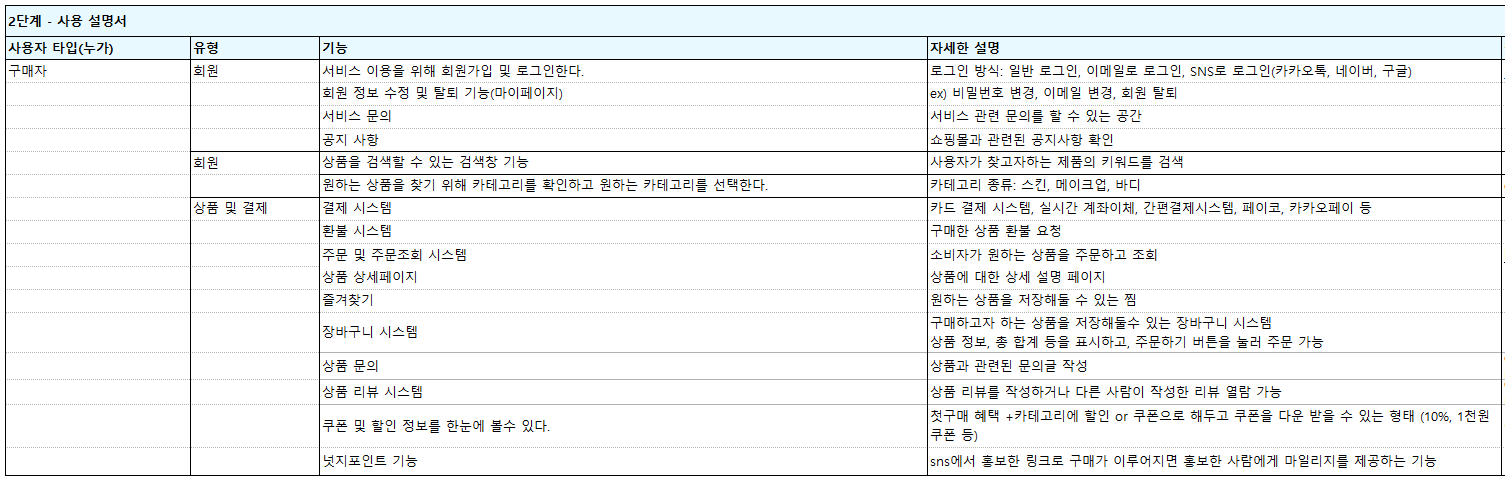 2단계 - 사용 설명서
사용자 타입(누가) 유형 기능 자세한 설명
구매자 회원 서비스 이용을 위해 회원가입 및 로그인한다. 로그인 방식: 일반 로그인, 이메일로 로그인, SNS로 로그인(카카오톡, 네이버, 구글)
회원 정보 수정 및 탈퇴 기능(마이페이지) ex) 비밀번호 변경, 이메일 변경, 회원 탈퇴
서비스 문의 서비스 관련 문의를 할 수 있는 공간
공지 사항 쇼핑몰과 관련된 공지사항 확인
회원 상품을 검색할 수 있는 검색창 기능 사용자가 찾고자하는 제품의 키워드를 검색
원하는 상품을 찾기 위해 카테고리를 확인하고 원하는 카테고리를 선택한다. 카테고리 종류: 스킨, 메이크업, 바디
상품 및 결제 결제 시스템 카드 결제 시스템, 실시간 계좌이체, 간편결제시스템, 페이코, 카카오페이 등
환불 시스템 구매한 상품 환불 요청
주문 및 주문조회 시스템 소비자가 원하는 상품을 주문하고 조회
상품 상세페이지 상품에 대한 상세 설명 페이지
즐겨찾기 원하는 상품을 저장해둘 수 있는 찜
장바구니 시스템 구매하고자 하는 상품을 저장해둘수 있는 장바구니 시스템
상품 정보, 총 합계 등을 표시하고, 주문하기 버튼을 눌러 주문 가능
상품 문의 상품과 관련된 문의글 작성
상품 리뷰 시스템 상품 리뷰를 작성하거나 다른 사람이 작성한 리뷰 열람 가능
쿠폰 및 할인 정보를 한눈에 볼수 있다. 첫구매 혜택 +카테고리에 할인 or 쿠폰으로 해두고 쿠폰을 다운 받을 수 있는 형태 (10%, 1천원
쿠폰 등)
넛지포인트 기능 sns에서 홍보한 링크로 구매가 이루어지면 홍보한 사람에게 마일리지를 제공하는 기능